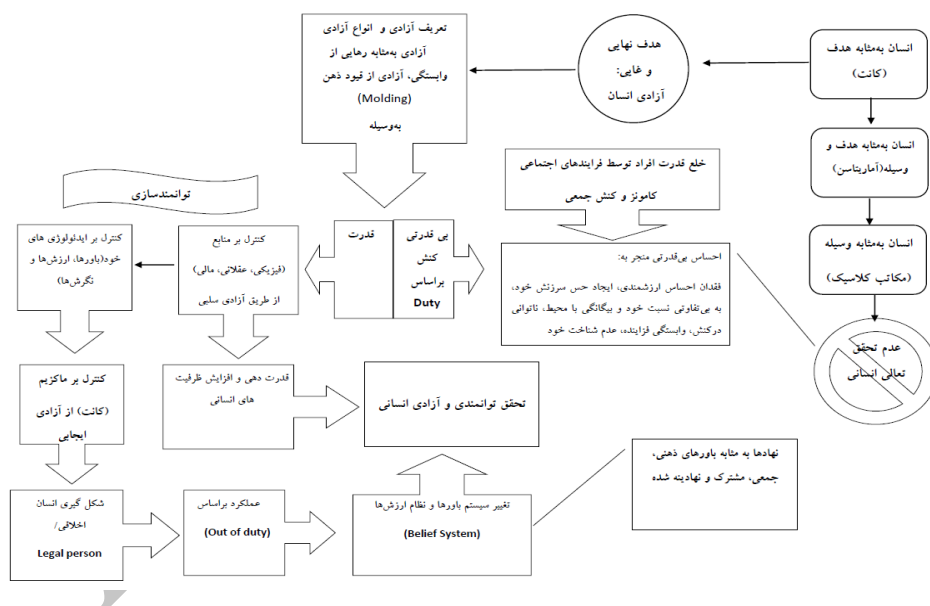 انسان به‌مثابه هدف
(کانت)
هدف نهایی
و غایی:
آزادی انسان
تعریف آزادی و انواع آزادی
آزادی به‌مثابه رهایی از
وابستگی، آزادی از قیود ذهن
(Molding)
به‌وسیله
انسان به‌مثابه هدف و
وسیله(آماریتاسن)
انسان به‌مثابه وسیله
(مکاتب کلاسیک)
عدم تحقق
تعالی انسانی
خلع قدرت افراد توسط فرایندهای اجتماعی
کامونز و کنش جمعی
احساس بی‌قدرتی منجر به:
فقدان احساس ارزشمندی، ایجاد حس سرزنش خود،
به بی‌تفاوتی نسبت خود و بیگانگی با محیط، ناتوانی
درکنش، وابستگی فزاینده، عدم شناخت خود
بی قدرتی
کنش
براساس
Duty
قدرت
توانمندسازی
کنترل بر منابع
(فیزیکی، عقلانی، مالی)
از طریق آزادی سلبی
کنترل بر ایدئولوژی های
خود(باورها، ارزش‌ها و
نگرش‌ها)
کنترل بر ماکزیم
(کانت) از آزادی
ایجابی
قدرت دهی و افزایش ظرفیت
های انسانی
تحقق توانمندی و آزادی انسانی
شکل گیری انسان
اخلاقی/
Legal person
عملکرد براساس
(Out of duty)
تغییر سیستم باورها و نظام ارزش‌ها
(Belief System)
نهادها به مثابه باورهای ذهنی،
جمعی، مشترک و نهادینه شده